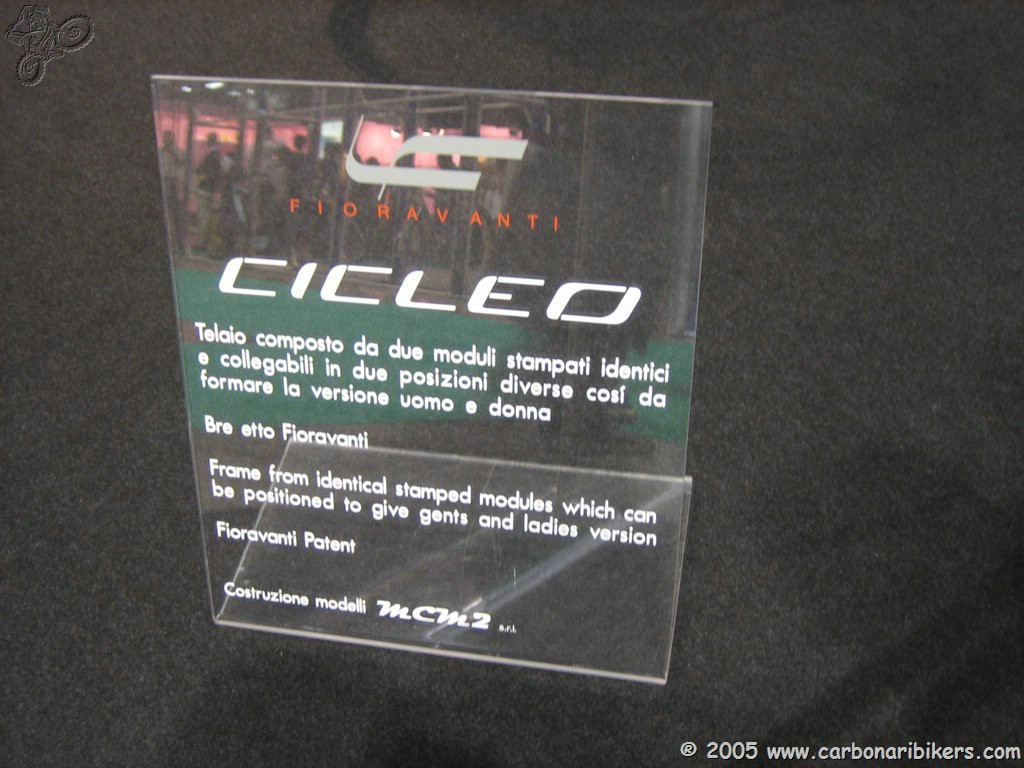 FIORAVANTI
CICLEO
Telaio composto da due moduli stampati identici
e collegabili in due posizioni diverse cosí da
formare la versione uomo e donna
Bre etto Fioravanti
Frame from identical stamped modules which can
be positioned to give gents and ladies version
Fioravanti Patent
Costruzione modelli mcm2 s.r.l.
® 2005 www.carbonaribikers.com